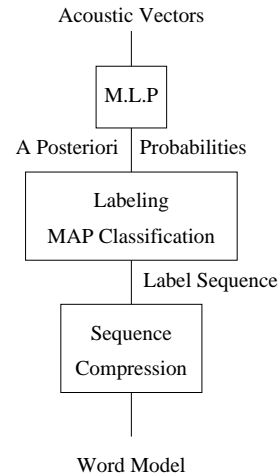 Acoustic Vectors
M.L.P
A Posteriori Probabilities
Labeling
MAP Classification
Label Sequence
Sequence
Compression
Word Model